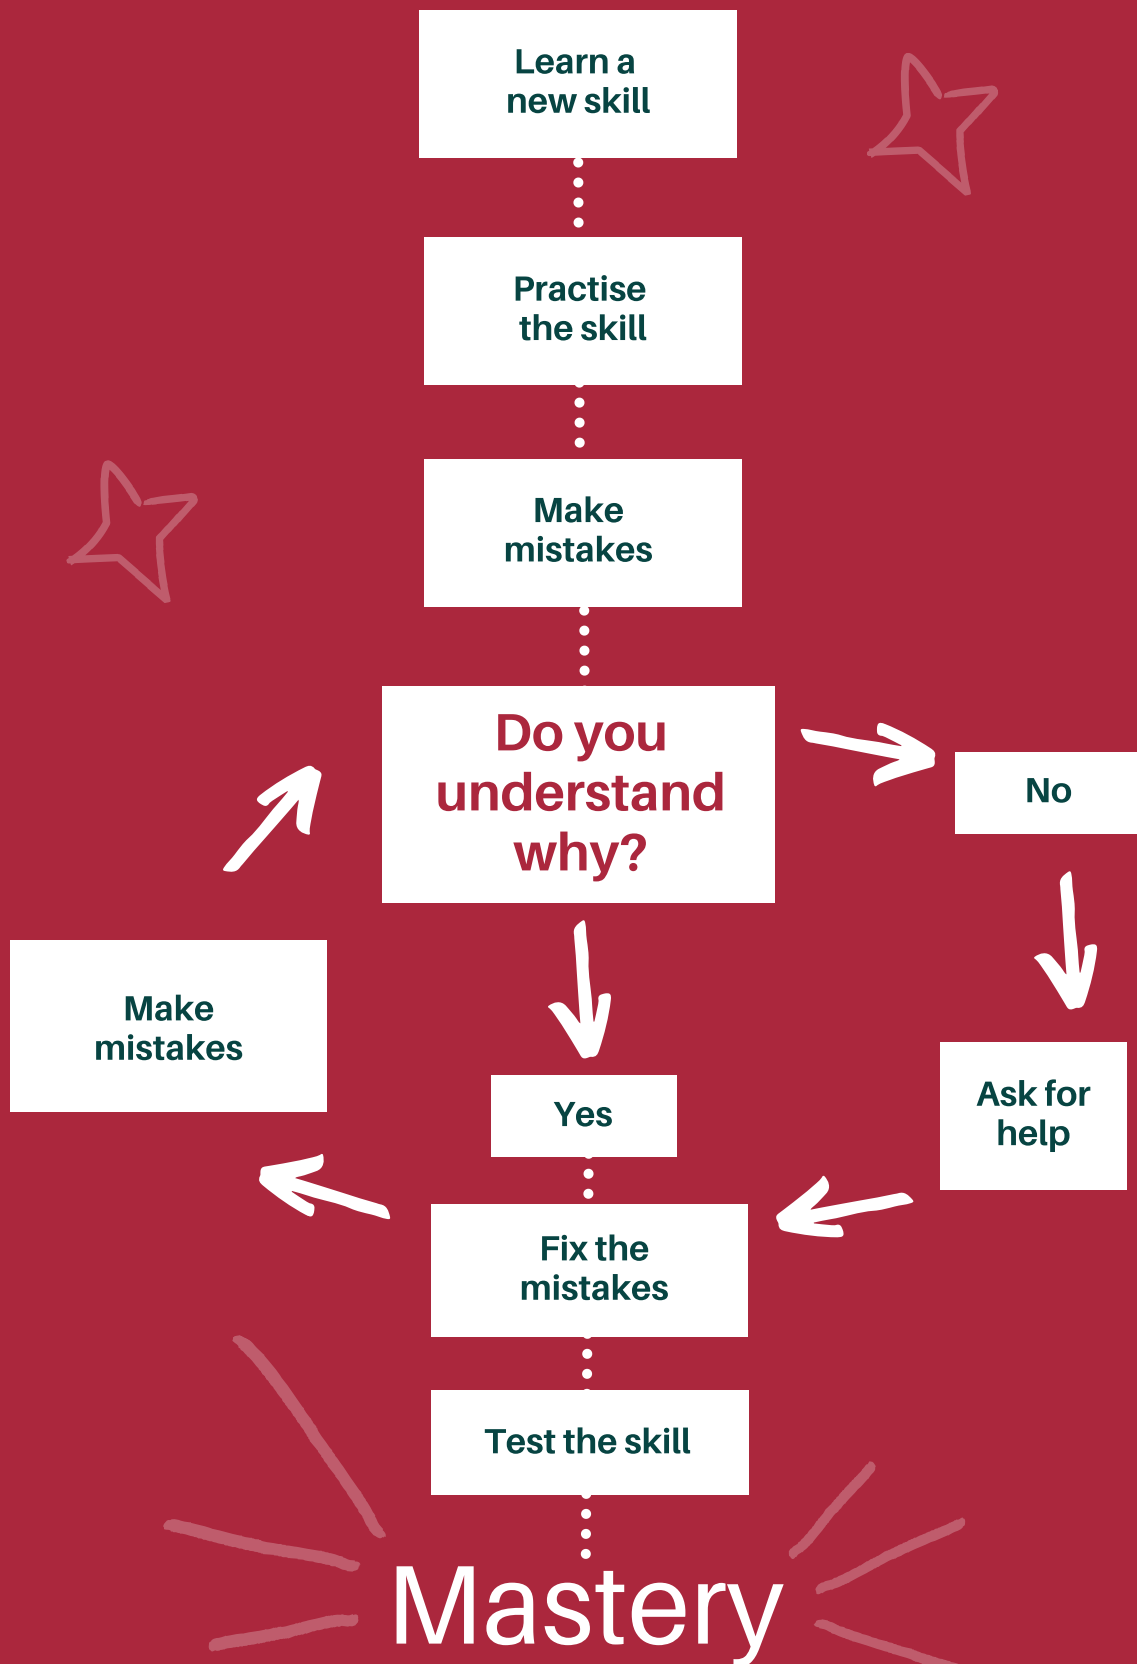 Learn a
new skill
Practise
the skill
Make
mistakes
Do you
understand
why?
No
Make
mistakes
Yes
Ask for
help
Fix the
mistakes
Test the skill
Mastery